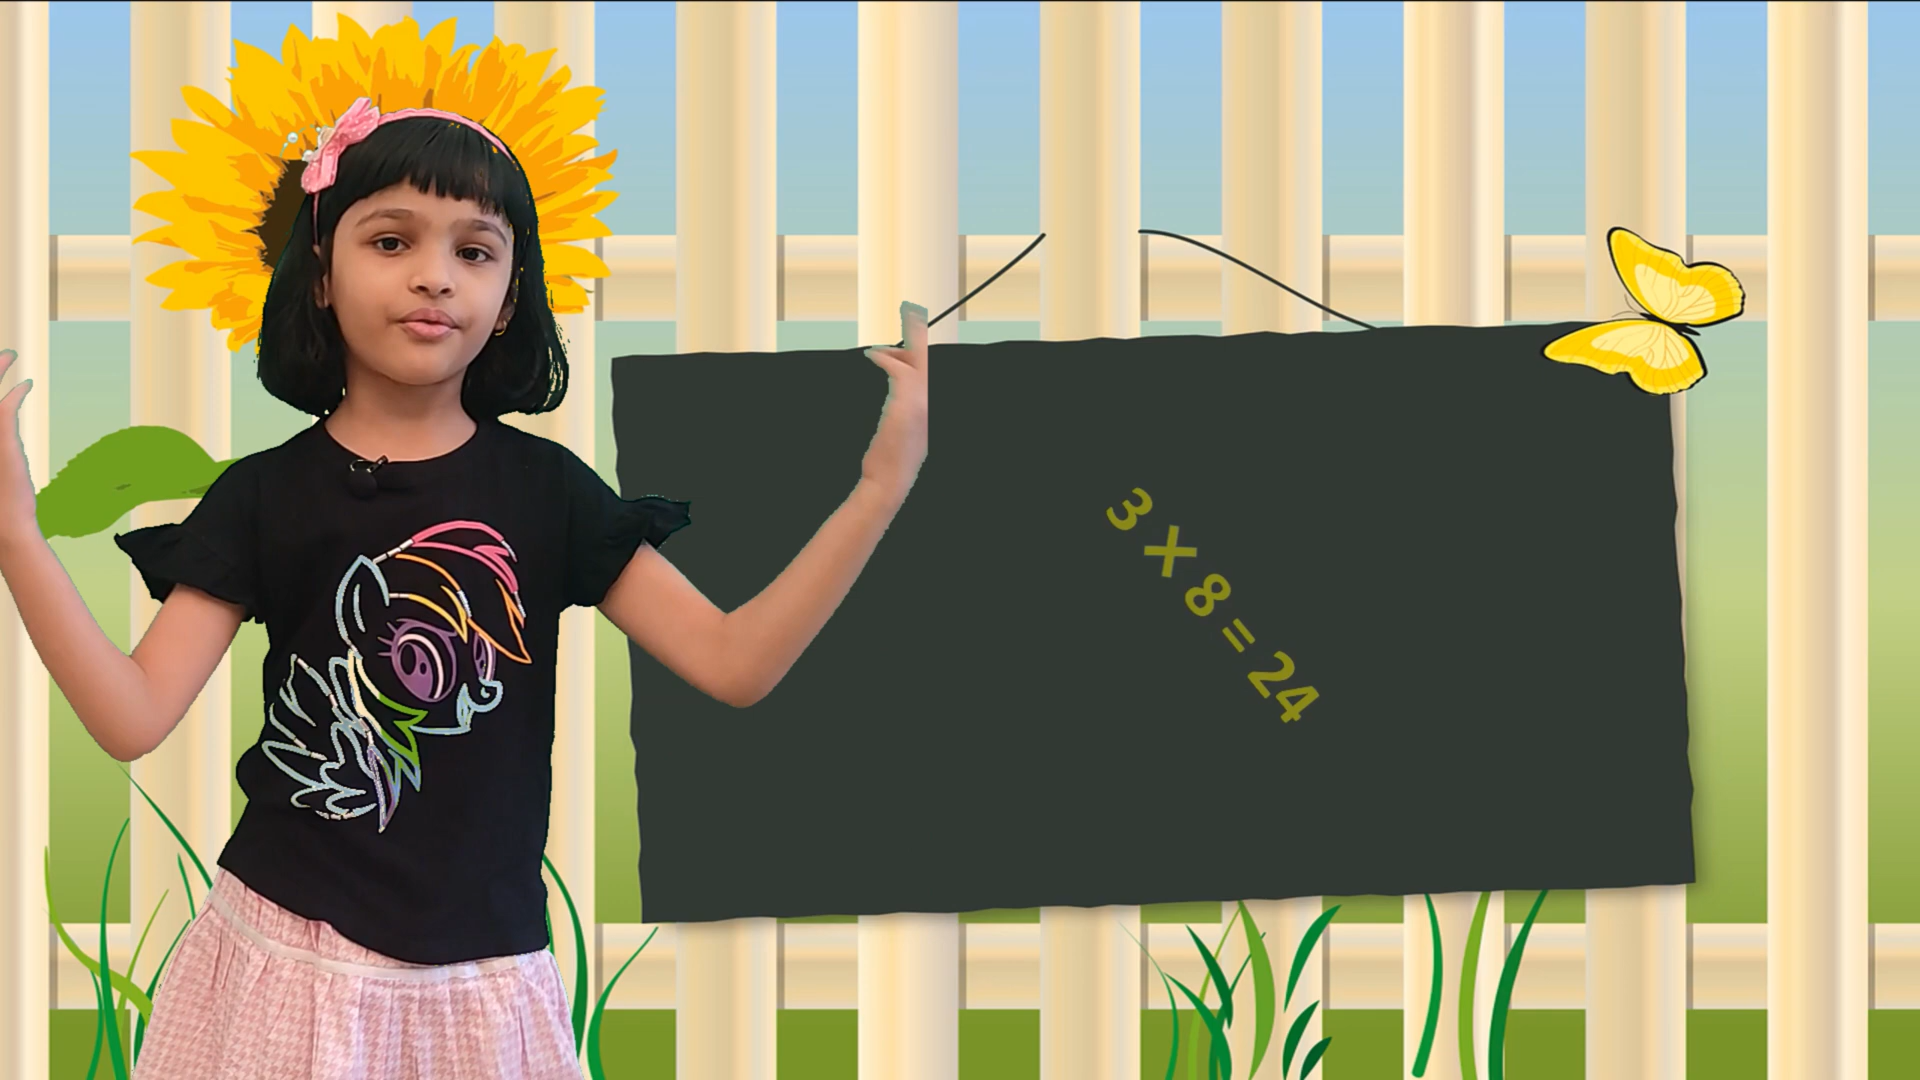 3 × 8 = 24